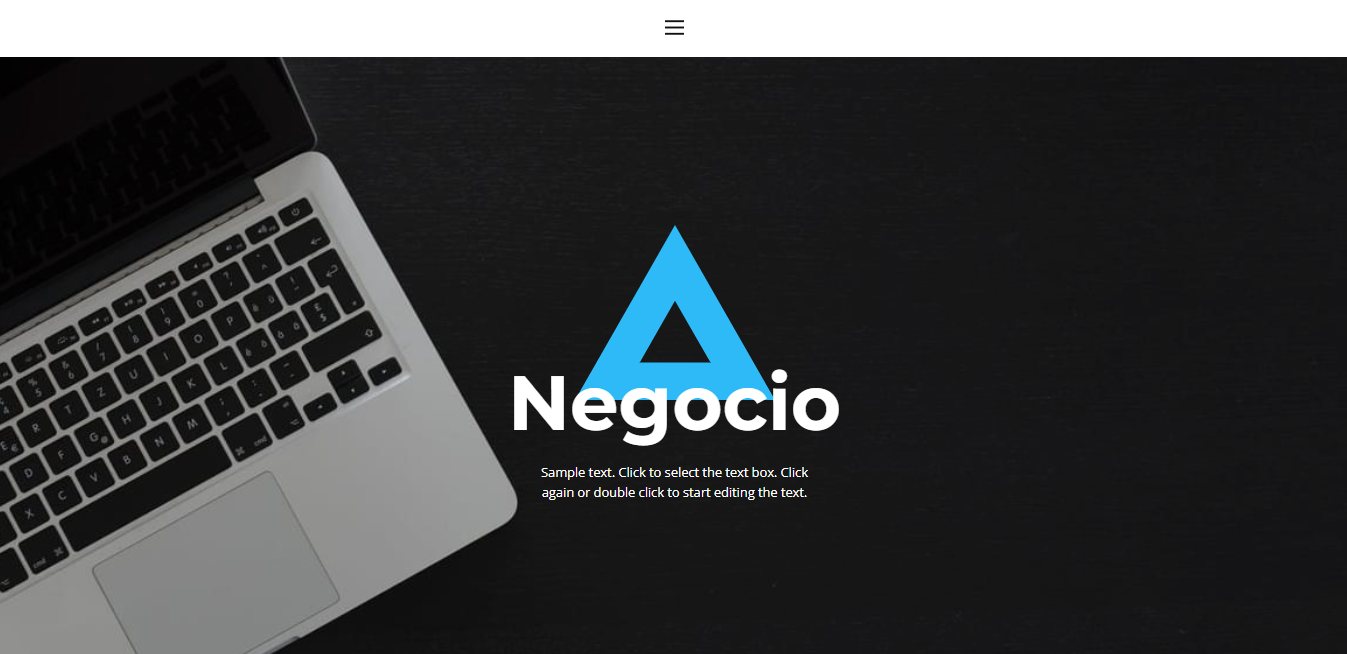 Negocio
Sample text. Click to select the text box. Click
again or double click to start editing the text.